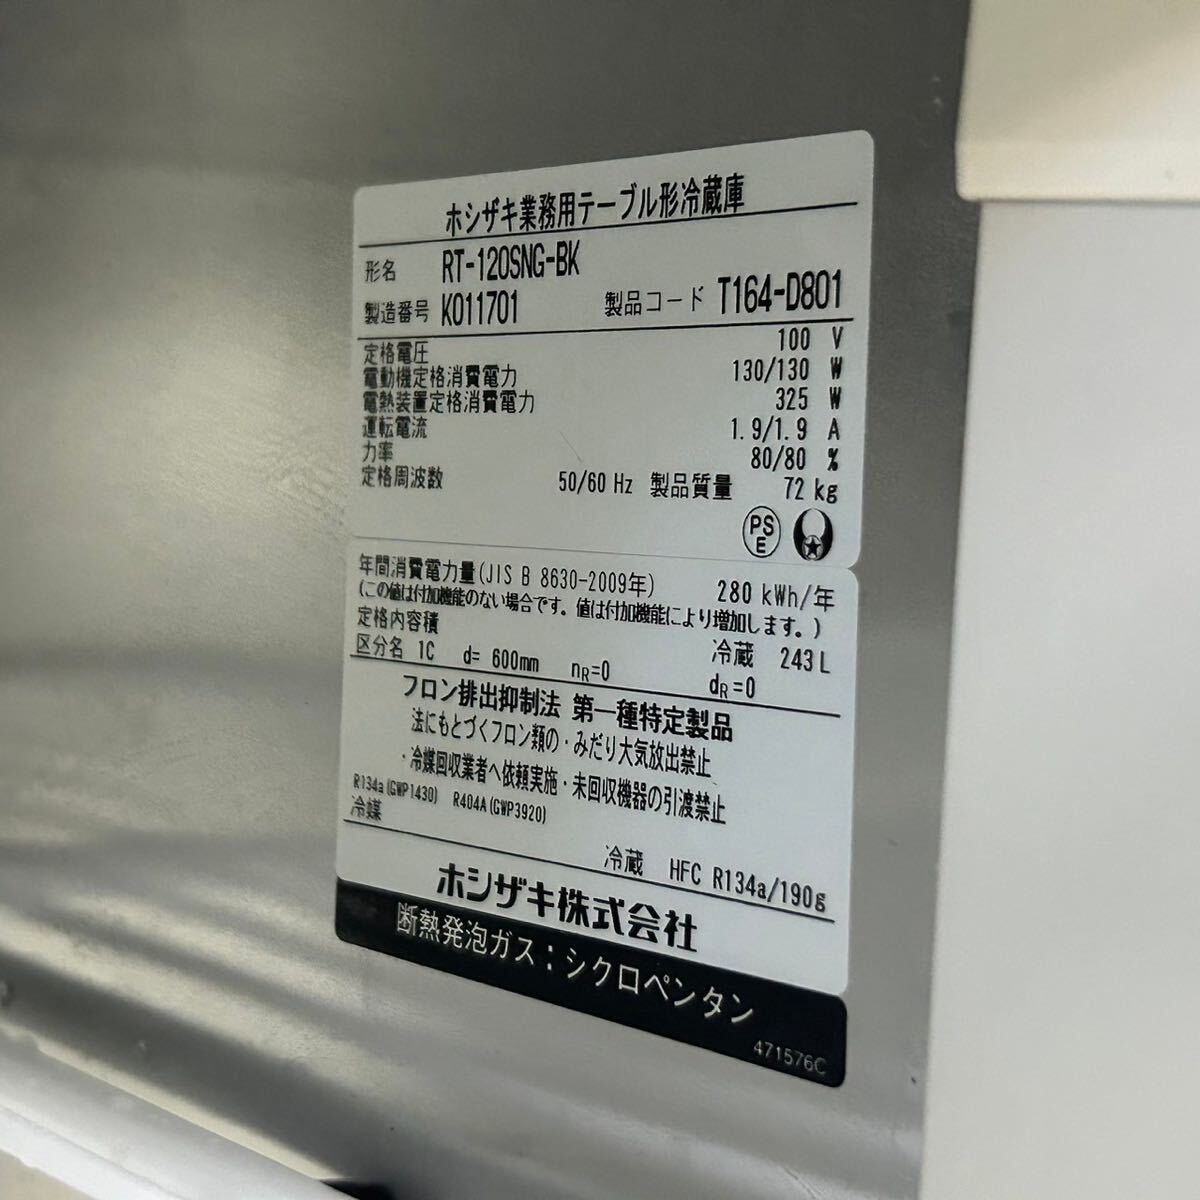 ホシザキ業務用テーブル形冷蔵庫
形名 RT-120SNG-BK
製造番号 K011701 製品コード T164-D801
定格電圧 100 V
電動機定格消費電力 130/130 W
電熱装置定格消費電力 325 W
運転電流 1.9/1.9 A
力率 80/80 %
定格周波数 50/60 Hz 製品質量 72 kg
PS
E
年間消費電力量(JIS B 8630-2009年) 280 kWh/年
(この値は付加機能のない場合です。値は付加機能により増加します。)
定格内容積 冷蔵 243 L
区分名 1C d= 600mm nR=0 dR=0
フロン排出抑制法 第一種特定製品
法にもとづくフロン類の・みだり大気放出禁止
・冷媒回収業者へ依頼実施・未回収機器の引渡禁止
R134a(GWP1430) R404A(GWP3920)
冷媒 冷蔵 HFC R134a/190g
ホシザキ株式会社
断熱発泡ガス:シクロペンタン
471576C